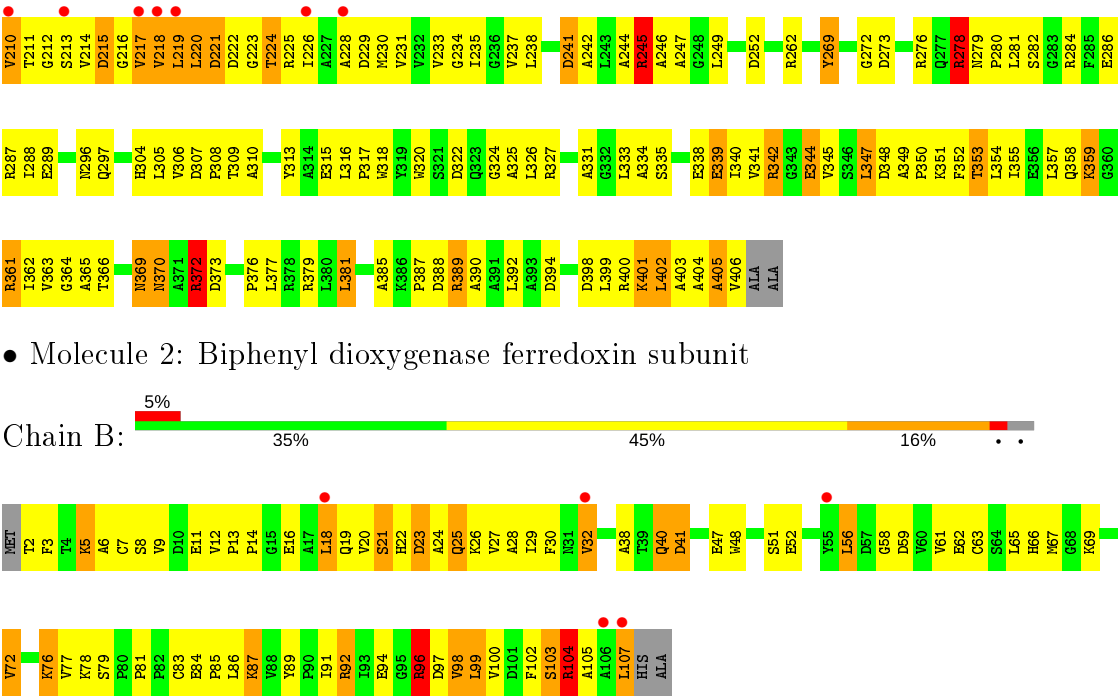 V210 T211 G212 S213 V214 D215 G216 V217 V218 L219 L220 D221 D222 G223 T224 R225 I226 A227 A228 D229 M230 V231 V232 V233 G234 I235 G236 V237 L238 D241 A242 L243 A244 R245 A246 A247 G248 L249 D252 R262 Y269 G272 D273 R276 Q277 R278 N279 P280 L281 S282 G283 R284 F285 E286
R287 I288 E289 N296 Q297 H304 L305 V306 D307 P308 T309 A310 Y313 A314 E315 L316 P317 W318 Y319 W320 S321 D322 Q323 G324 A325 L326 R327 A331 G332 L333 A334 S335 E338 E339 I340 V341 R342 G343 E344 V345 S346 L347 D348 A349 P350 K351 F352 T353 L354 I355 E356 L357 Q358 K359 G360
R361 I362 V363 G364 A365 T366 N369 N370 A371 R372 D373 P376 L377 R378 R379 L380 L381 A385 K386 P387 D388 R389 A390 A391 L392 A393 D394 D398 L399 R400 K401 L402 A403 A404 A405 V406 ALA ALA
• Molecule 2: Biphenyl dioxygenase ferredoxin subunit
5%
Chain B:
35% 45% 16% • •
MET T2 F3 T4 K5 A6 C7 S8 V9 D10 E11 V12 P13 P14 G15 E16 A17 L18 Q19 V20 S21 H22 D23 A24 Q25 K26 V27 A28 I29 F30 N31 V32 A38 T39 Q40 D41 E47 W48 S51 E52 Y55 L56 D57 G58 D59 V60 V61 E62 C63 S64 L65 H66 M67 G68 K69
V72 K76 V77 K78 S79 P80 P81 P82 C83 E84 P85 L86 K87 V88 Y89 P90 I91 R92 I93 E94 G95 R96 D97 V98 L99 V100 D101 F102 S103 R104 A105 A106 L107 HIS ALA